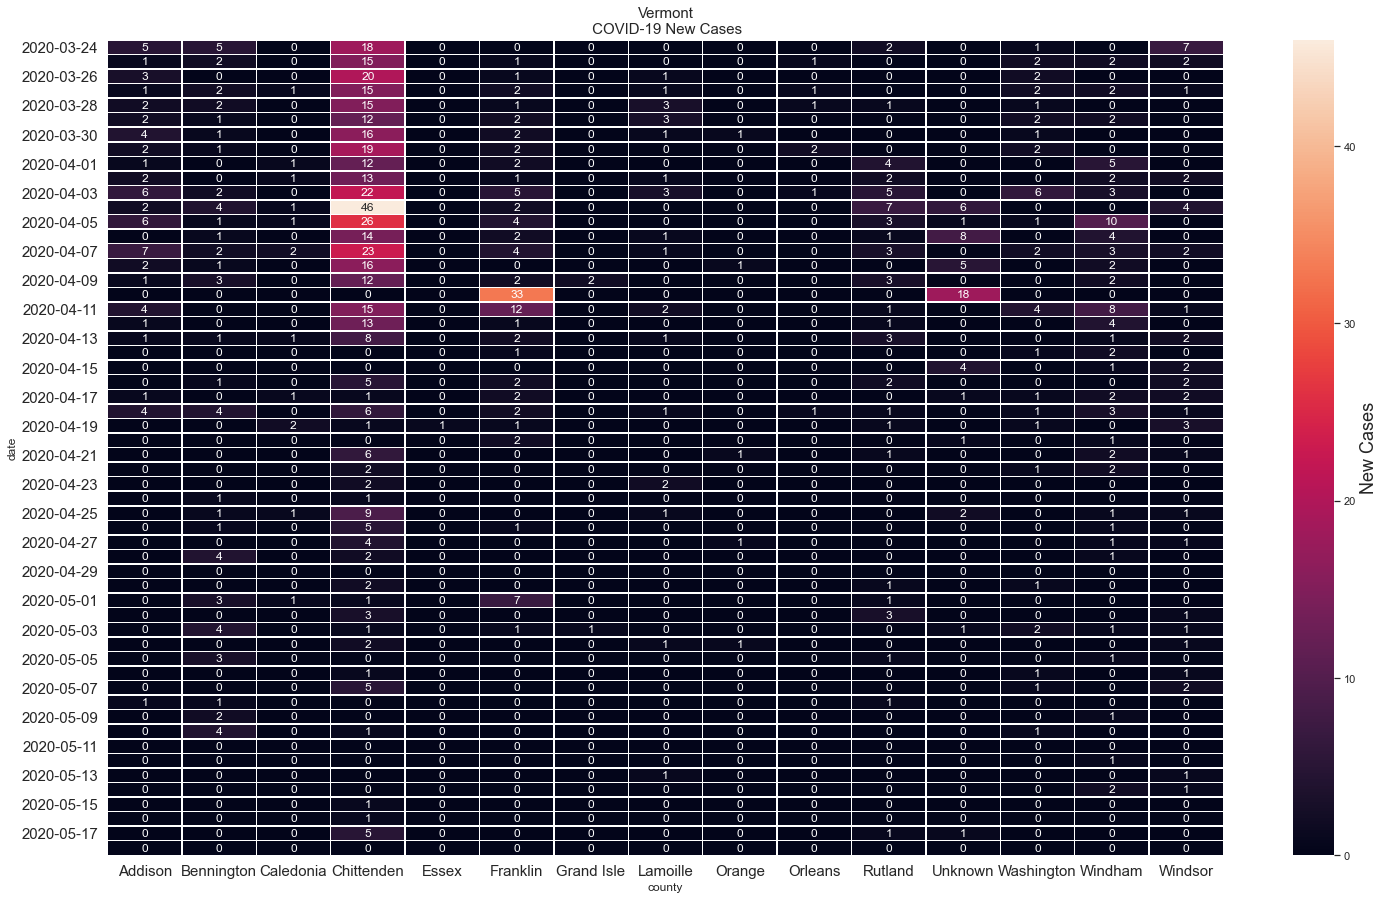 Vermont
COVID-19 New Cases
2020-03-24 5 5 0 18 0 0 0 0 0 0 2 0 1 0 7
1 2 0 15 0 1 0 0 0 1 0 0 2 2 2
2020-03-26 3 0 0 20 0 1 0 1 0 0 0 0 2 0 0
1 2 1 15 0 2 0 1 0 1 0 0 2 2 1
2020-03-28 2 2 0 15 0 1 0 3 0 1 1 0 1 0 0
2 1 0 12 0 2 0 3 0 0 0 0 2 2 0
2020-03-30 4 1 0 16 0 2 0 1 1 0 0 0 1 0 0
2 1 0 19 0 2 0 0 0 2 0 0 2 0 0
2020-04-01 1 0 1 12 0 2 0 0 0 0 4 0 0 5 0
2 0 1 13 0 1 0 1 0 0 2 0 0 2 2
2020-04-03 6 2 0 22 0 5 0 3 0 1 5 0 6 3 0
2 4 1 46 0 2 0 0 0 0 7 6 0 0 4
2020-04-05 6 1 1 26 0 4 0 0 0 0 3 1 1 10 0
0 1 0 14 0 2 0 1 0 0 1 8 0 4 0
2020-04-07 7 2 2 23 0 4 0 1 0 0 3 0 2 3 2
2 1 0 16 0 0 0 0 1 0 0 5 0 2 0
2020-04-09 1 3 0 12 0 2 2 0 0 0 3 0 0 2 0
0 0 0 0 0 33 0 0 0 0 0 18 0 0 0
2020-04-11 4 0 0 15 0 12 0 2 0 0 1 0 4 8 1
1 0 0 13 0 1 0 0 0 0 1 0 0 4 0
2020-04-13 1 1 1 8 0 2 0 1 0 0 3 0 0 1 2
0 0 0 0 0 1 0 0 0 0 0 0 1 2 0
2020-04-15 0 0 0 0 0 0 0 0 0 0 0 4 0 1 2
0 1 0 5 0 2 0 0 0 0 2 0 0 0 2
2020-04-17 1 0 1 1 0 2 0 0 0 0 0 1 1 2 2
4 4 0 6 0 2 0 1 0 1 1 0 1 3 1
2020-04-19 0 0 2 1 1 1 0 0 0 0 1 0 1 0 3
0 0 0 0 0 2 0 0 0 0 0 1 0 1 0
2020-04-21 0 0 0 6 0 0 0 0 1 0 1 0 0 2 1
0 0 0 2 0 0 0 0 0 0 0 0 1 2 0
2020-04-23 0 0 0 2 0 0 0 2 0 0 0 0 0 0 0
0 1 0 1 0 0 0 0 0 0 0 0 0 0 0
2020-04-25 0 1 1 9 0 0 0 1 0 0 0 2 0 1 1
0 1 0 5 0 1 0 0 0 0 0 0 0 1 0
2020-04-27 0 0 0 4 0 0 0 0 1 0 0 0 0 1 1
0 4 0 2 0 0 0 0 0 0 0 0 0 1 0
2020-04-29 0 0 0 0 0 0 0 0 0 0 0 0 0 0 0
0 0 0 2 0 0 0 0 0 0 1 0 1 0 0
2020-05-01 0 3 1 1 0 7 0 0 0 0 1 0 0 0 0
0 0 0 3 0 0 0 0 0 0 3 0 0 0 1
2020-05-03 0 4 0 1 0 1 1 0 0 0 0 1 2 1 1
0 0 0 2 0 0 0 1 1 0 0 0 0 0 1
2020-05-05 0 3 0 0 0 0 0 0 0 0 1 0 0 1 0
0 0 0 1 0 0 0 0 0 0 0 0 1 0 1
2020-05-07 0 0 0 5 0 0 0 0 0 0 0 0 1 0 2
1 1 0 0 0 0 0 0 0 0 1 0 0 0 0
2020-05-09 0 2 0 0 0 0 0 0 0 0 0 0 0 1 0
0 4 0 1 0 0 0 0 0 0 0 0 1 0 0
2020-05-11 0 0 0 0 0 0 0 0 0 0 0 0 0 0 0
0 0 0 0 0 0 0 0 0 0 0 0 0 1 0
2020-05-13 0 0 0 0 0 0 0 1 0 0 0 0 0 0 1
0 0 0 0 0 0 0 0 0 0 0 0 0 2 1
2020-05-15 0 0 0 1 0 0 0 0 0 0 0 0 0 0 0
0 0 0 1 0 0 0 0 0 0 0 0 0 0 0
2020-05-17 0 0 0 5 0 0 0 0 0 0 1 1 0 0 0
0 0 0 0 0 0 0 0 0 0 0 0 0 0 0
Addison Bennington Caledonia Chittenden Essex Franklin Grand Isle Lamoille Orange Orleans Rutland Unknown Washington Windham Windsor
county
date
40
30
20
10
0
New Cases